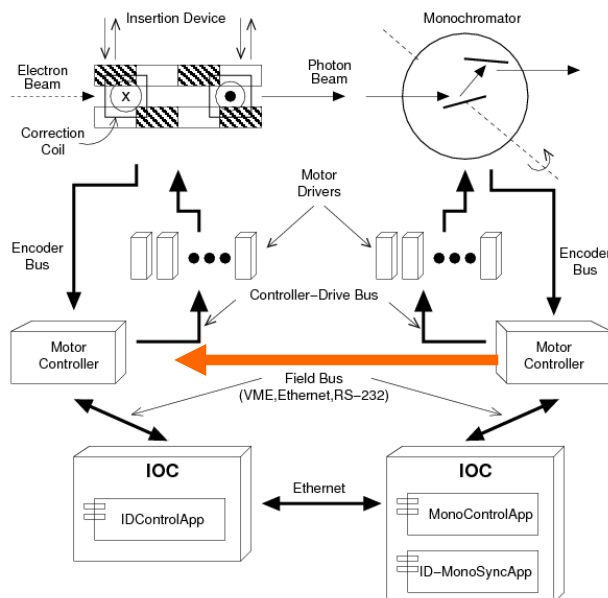 Insertion Device
Monochromator
Electron
Beam
Photon
Beam
x
Correction
Coil
Motor
Drivers
Encoder
Bus
Encoder
Bus
Controller-Drive Bus
Motor
Controller
Motor
Controller
Field Bus
(VME,Ethernet,RS-232)
IOC
IOC
Ethernet
IDControlApp
MonoControlApp
ID-MonoSyncApp